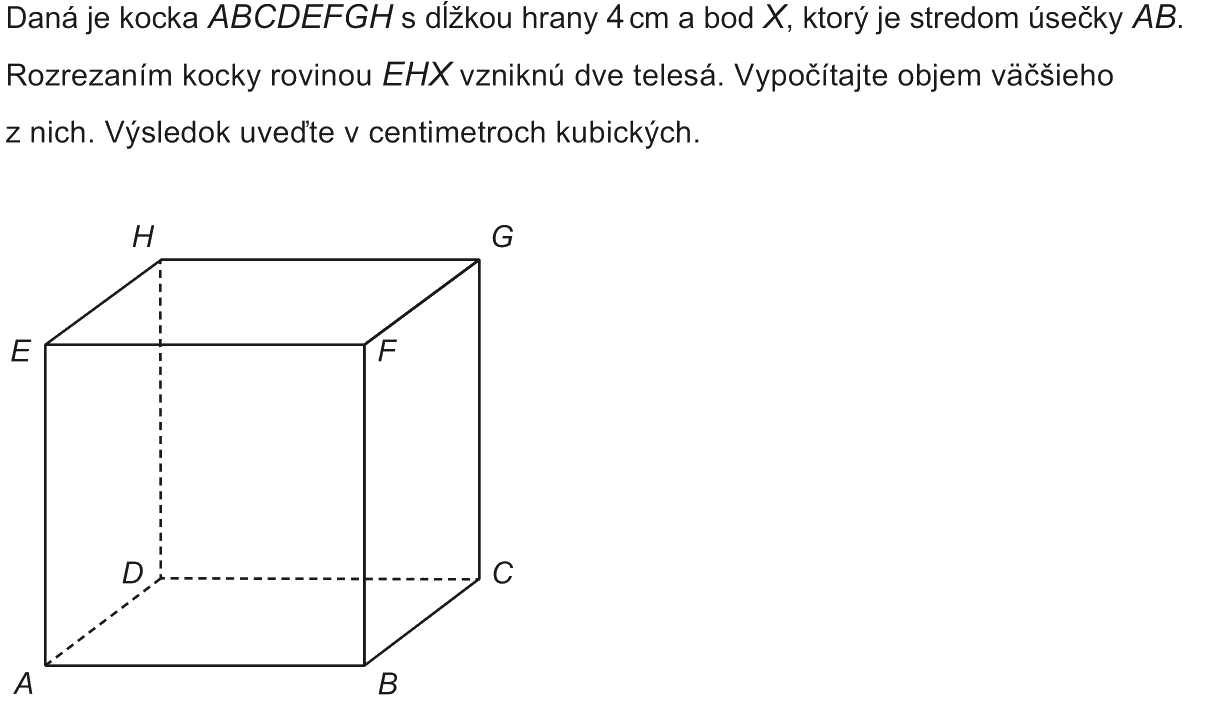 Daná je kocka ABCDEFGH s dĺžkou hrany 4 cm a bod X, ktorý je stredom úsečky AB.
Rozrezaním kocky rovinou EHX vzniknú dve telesá. Vypočítajte objem väčšieho
z nich. Výsledok uveďte v centimetroch kubických.
H
G
E
F
D
C
A
B